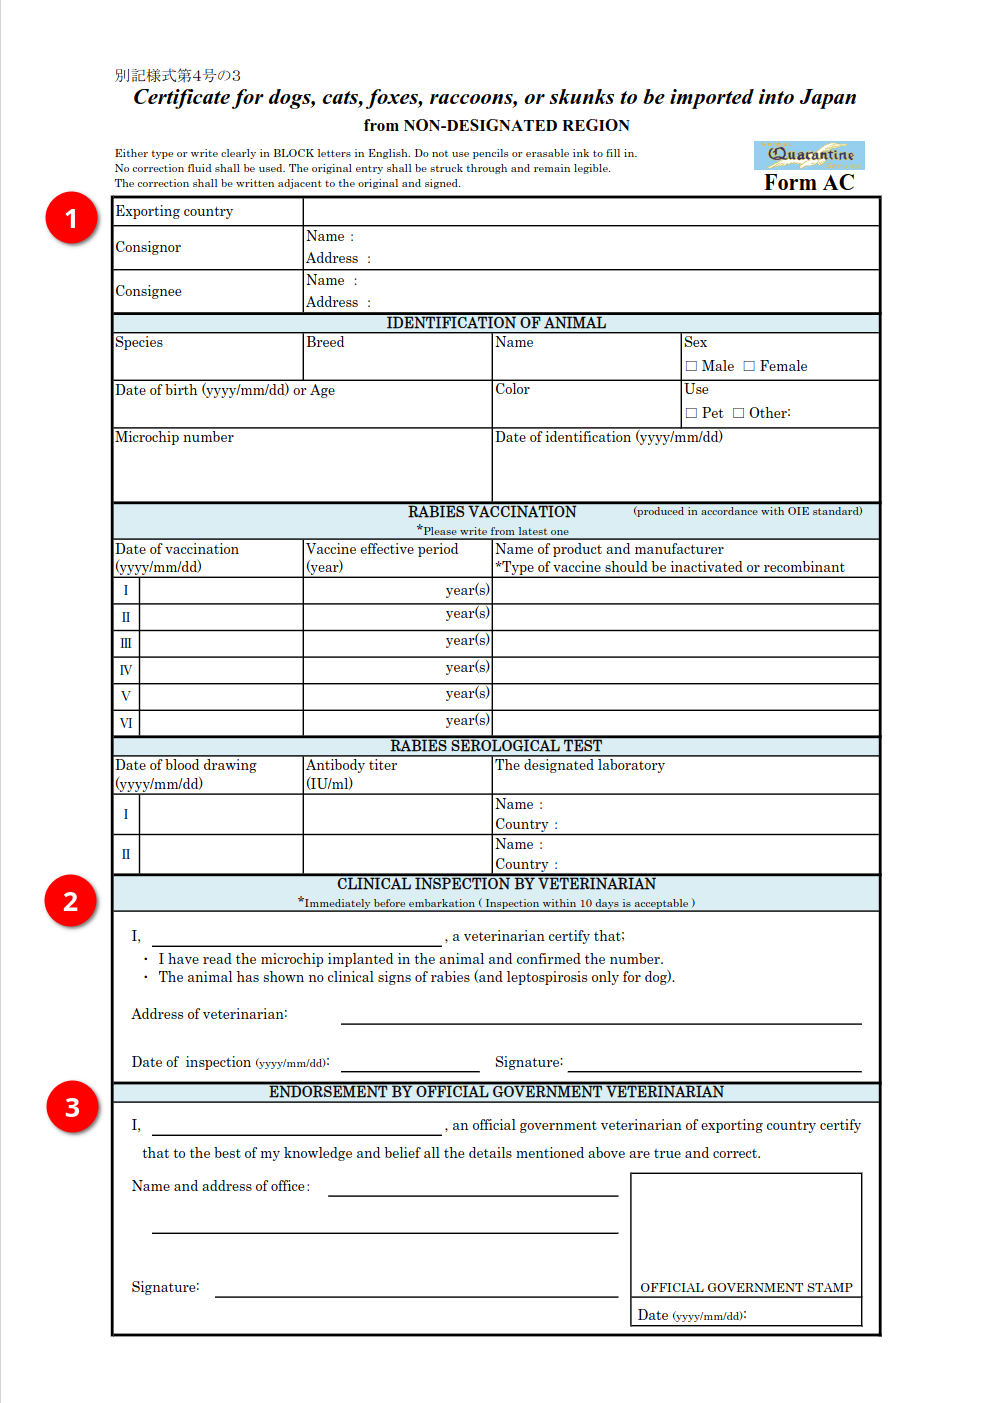 別記様式第4号の3
Certificate for dogs, cats, foxes, raccoons, or skunks to be imported into Japan
from NON-DESIGNATED REGION
Either type or write clearly in BLOCK letters in English. Do not use pencils or erasable ink to fill in.
No correction fluid shall be used. The original entry shall be struck through and remain legible.
The correction shall be written adjacent to the original and signed.
Quarantine
Form AC
1
Exporting country
Consignor
Name :
Address :
Consignee
Name :
Address :
IDENTIFICATION OF ANIMAL
Species Breed Name Sex
□ Male □ Female
Date of birth (yyyy/mm/dd) or Age Color Use
□ Pet □ Other:
Microchip number Date of identification (yyyy/mm/dd)
RABIES VACCINATION (produced in accordance with OIE standard)
*Please write from latest one
Date of vaccination Vaccine effective period Name of product and manufacturer
(yyyy/mm/dd) (year) *Type of vaccine should be inactivated or recombinant
I year(s)
II year(s)
III year(s)
IV year(s)
V year(s)
VI year(s)
RABIES SEROLOGICAL TEST
Date of blood drawing Antibody titer The designated laboratory
(yyyy/mm/dd) (IU/ml)
I
Name :
Country :
II
Name :
Country :
2
CLINICAL INSPECTION BY VETERINARIAN
*Immediately before embarkation ( Inspection within 10 days is acceptable )
I, , a veterinarian certify that;
・ I have read the microchip implanted in the animal and confirmed the number.
・ The animal has shown no clinical signs of rabies (and leptospirosis only for dog).
Address of veterinarian:
Date of inspection (yyyy/mm/dd): Signature:
3
ENDORSEMENT BY OFFICIAL GOVERNMENT VETERINARIAN
I, , an official government veterinarian of exporting country certify
that to the best of my knowledge and belief all the details mentioned above are true and correct.
Name and address of office:
Signature:
OFFICIAL GOVERNMENT STAMP
Date (yyyy/mm/dd):